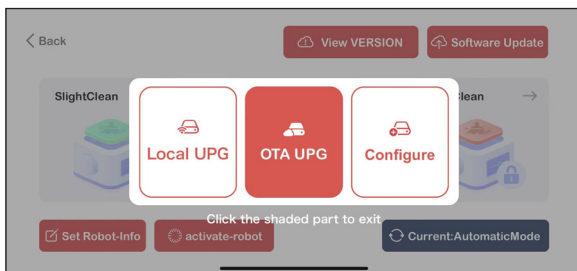 Back
View VERSION
Software Update
SlightClean
Clean
Local UPG
OTA UPG
Configure
Click the shaded part to exit
Set Robot-Info
activate-robot
Current:AutomaticMode